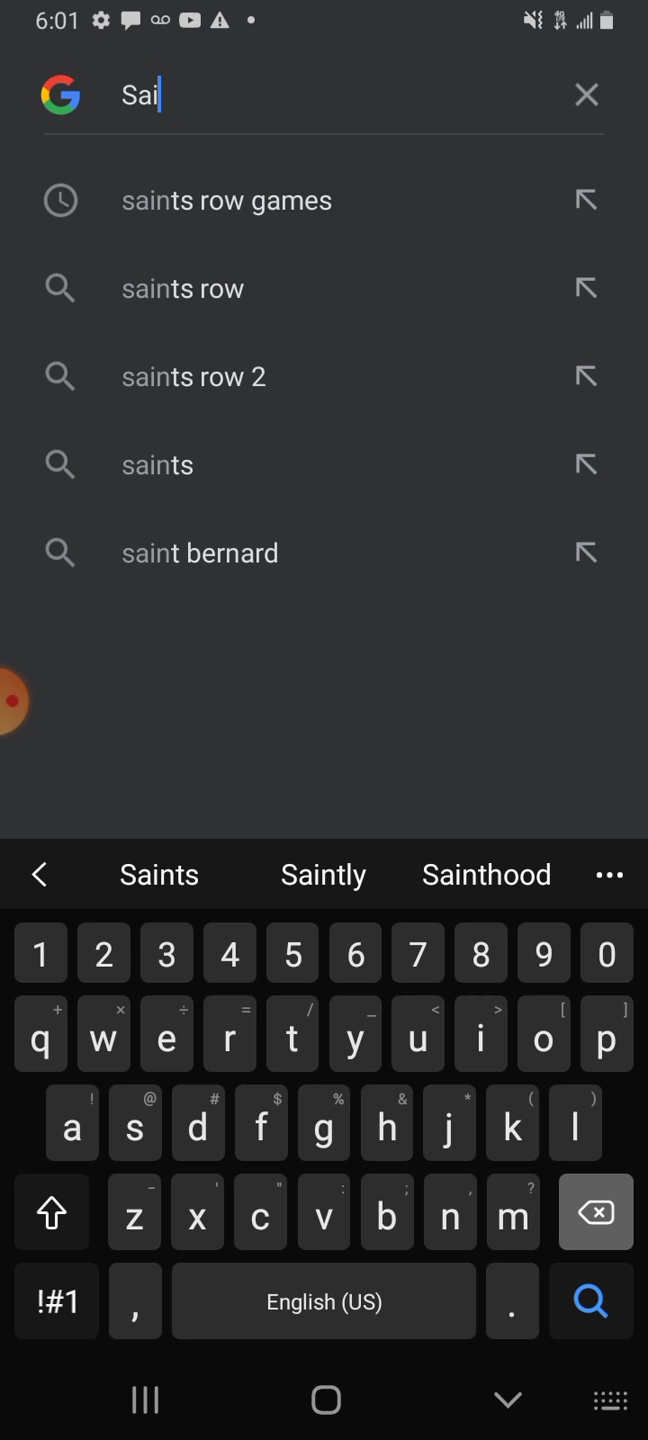 6:01
Sai
saints row games
saints row
saints row 2
saints
saint bernard
Saints Saintly Sainthood
1 2 3 4 5 6 7 8 9 0
+ × ÷ = / _ < > [ ]
q w e r t y u i o p
! @ # $ % & * ( )
a s d f g h j k l
- ' " : ; , ?
z x c v b n m
!#1 , English (US) .